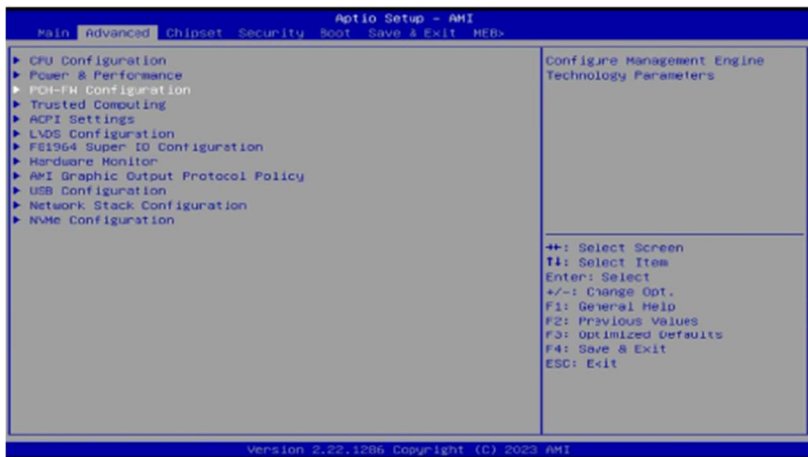 Aptio Setup - AMI
Main Advanced Chipset Security Boot Save & Exit MEBx
CPU Configuration
Power & Performance
PCH-FW Configuration
Trusted Computing
ACPI Settings
LVDS Configuration
F81964 Super IO Configuration
Hardware Monitor
AMI Graphic Output Protocol Policy
USB Configuration
Network Stack Configuration
NVMe Configuration
Configure Management Engine
Technology Parameters
→←: Select Screen
↑↓: Select Item
Enter: Select
+/-: Change Opt.
F1: General Help
F2: Previous Values
F3: Optimized Defaults
F4: Save & Exit
ESC: Exit
Version 2.22.1286 Copyright (C) 2023 AMI